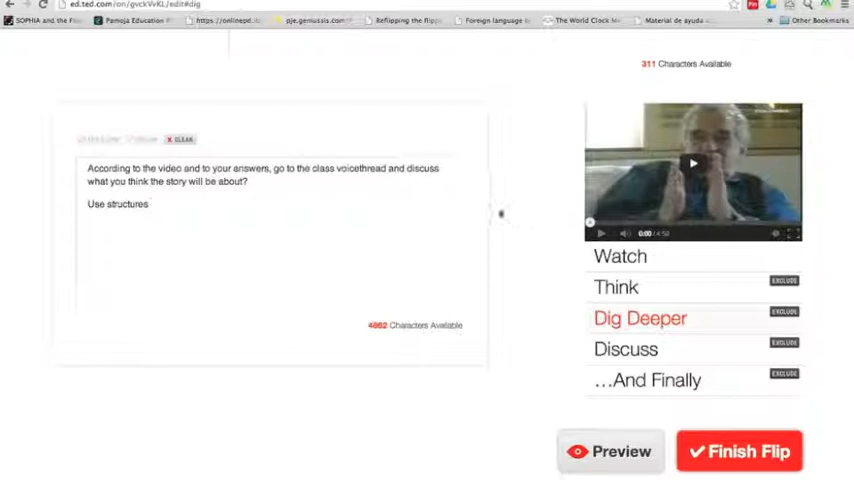 ed.ted.com/on/gvckVvKL/edit#dig
SOPHIA and the Fli
Pamoja Education
https://onlinepd.
pje.geniussis.com
Reflipping the flipp
Foreign language
The World Clock M
Material de ayuda
Other Bookmarks
311 Characters Available
x CLEAR
According to the video and to your answers, go to the class voicethread and discuss
what you think the story will be about?
Use structures
4862 Characters Available
0:00 / 4:58
Watch
Think
EXCLUDE
Dig Deeper
EXCLUDE
Discuss
EXCLUDE
...And Finally
EXCLUDE
Preview
Finish Flip